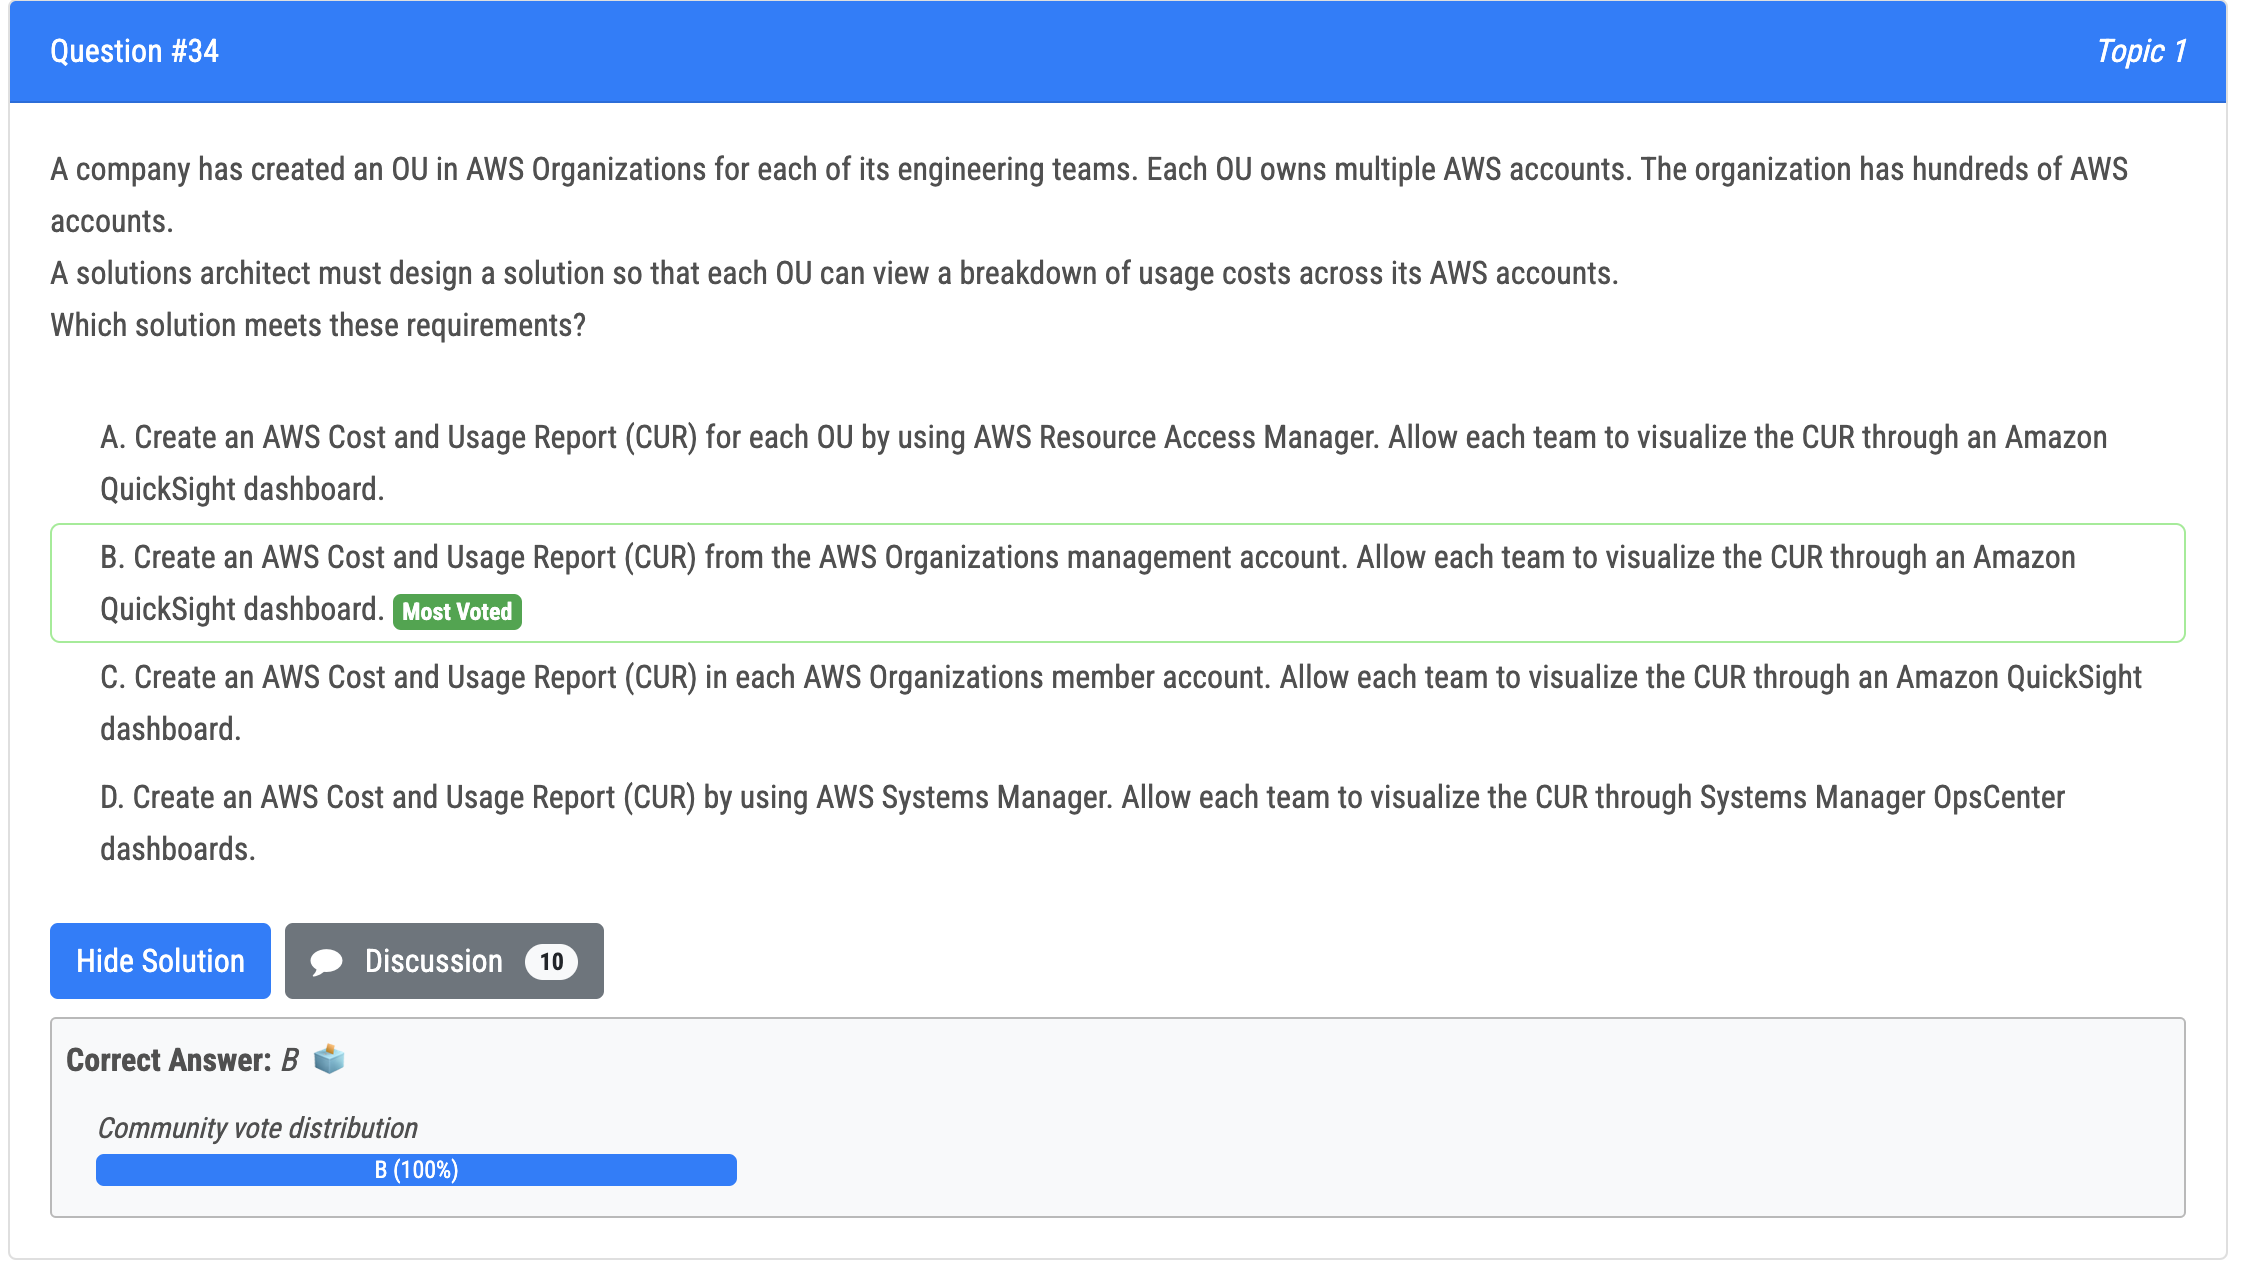 Question #34
Topic 1
A company has created an OU in AWS Organizations for each of its engineering teams. Each OU owns multiple AWS accounts. The organization has hundreds of AWS
accounts.
A solutions architect must design a solution so that each OU can view a breakdown of usage costs across its AWS accounts.
Which solution meets these requirements?
A. Create an AWS Cost and Usage Report (CUR) for each OU by using AWS Resource Access Manager. Allow each team to visualize the CUR through an Amazon
QuickSight dashboard.
B. Create an AWS Cost and Usage Report (CUR) from the AWS Organizations management account. Allow each team to visualize the CUR through an Amazon
QuickSight dashboard. Most Voted
C. Create an AWS Cost and Usage Report (CUR) in each AWS Organizations member account. Allow each team to visualize the CUR through an Amazon QuickSight
dashboard.
D. Create an AWS Cost and Usage Report (CUR) by using AWS Systems Manager. Allow each team to visualize the CUR through Systems Manager OpsCenter
dashboards.
Hide Solution
Discussion 10
Correct Answer: B
Community vote distribution
B (100%)